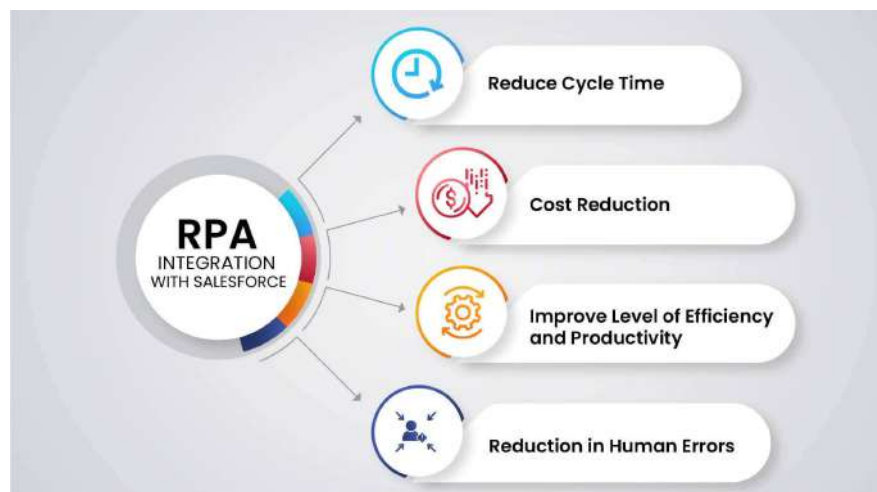 RPA
INTEGRATION
WITH SALESFORCE
Reduce Cycle Time
Cost Reduction
Improve Level of Efficiency
and Productivity
Reduction in Human Errors